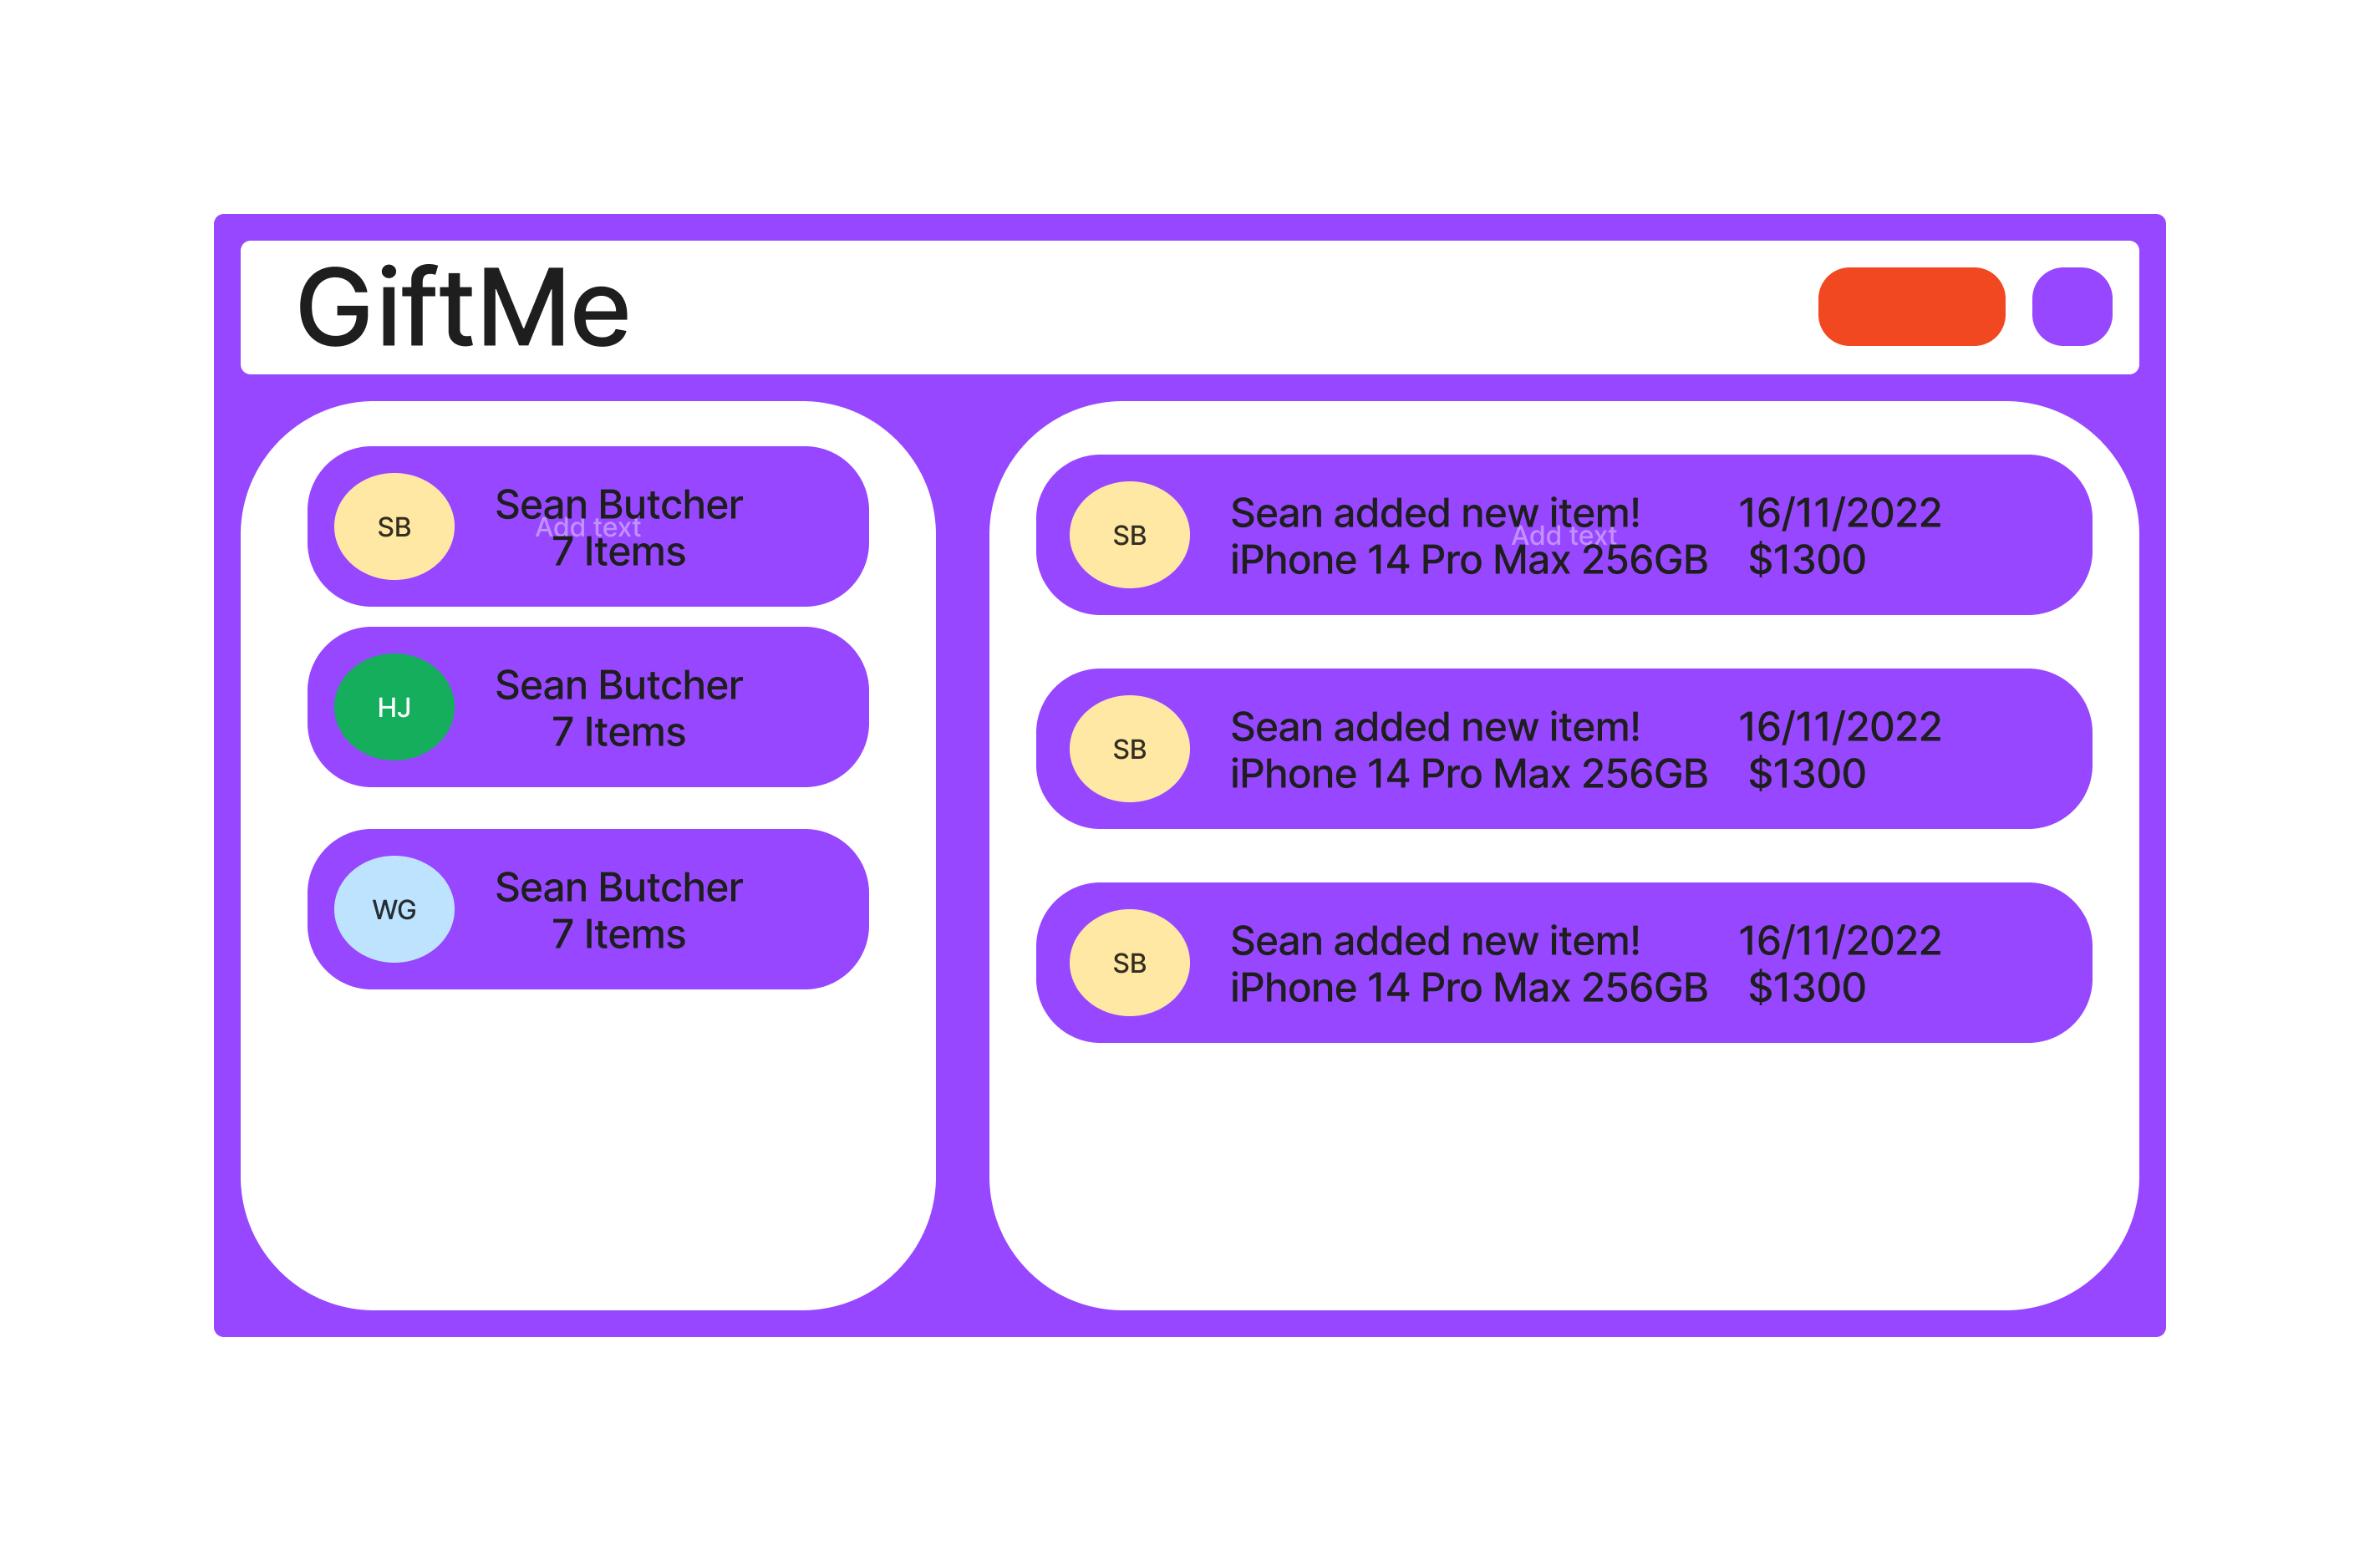 GiftMe
SB
Sean Butcher
Add text
7 Items
HJ
Sean Butcher
7 Items
WG
Sean Butcher
7 Items
SB
Sean added new item! 16/11/2022
Add text
iPhone 14 Pro Max 256GB $1300
SB
Sean added new item! 16/11/2022
iPhone 14 Pro Max 256GB $1300
SB
Sean added new item! 16/11/2022
iPhone 14 Pro Max 256GB $1300